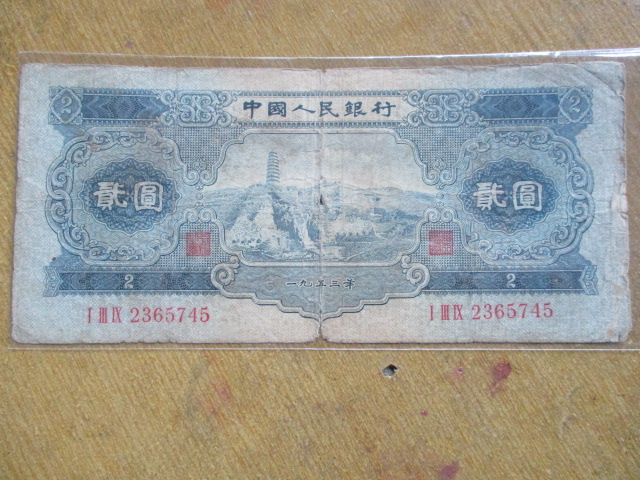 2 中國人民銀行 2
貳圓 貳圓
2 一九五三年 2
I III IX 2365745 I III IX 2365745